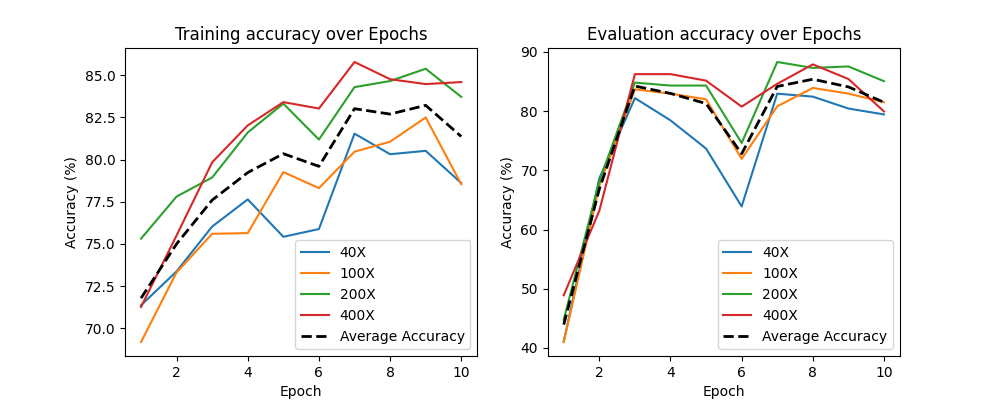 Training accuracy over Epochs
Accuracy (%)
85.0
82.5
80.0
77.5
75.0
72.5
70.0
2 4 6 8 10
Epoch
40X
100X
200X
400X
Average Accuracy
Evaluation accuracy over Epochs
Accuracy (%)
90
80
70
60
50
40
2 4 6 8 10
Epoch
40X
100X
200X
400X
Average Accuracy